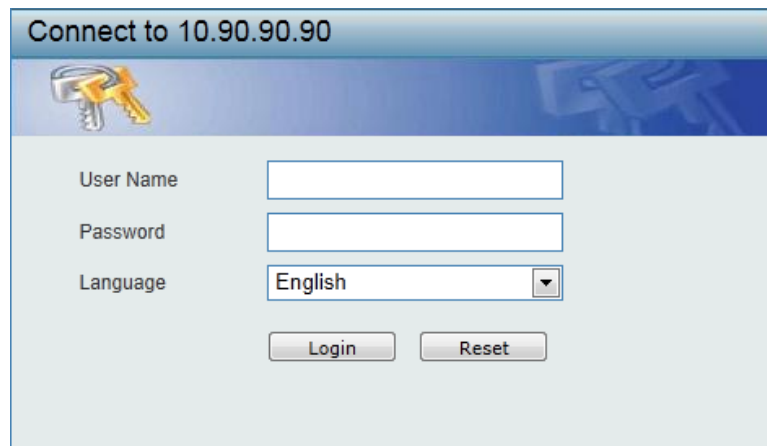 Connect to 10.90.90.90
User Name
Password
Language English
Login Reset